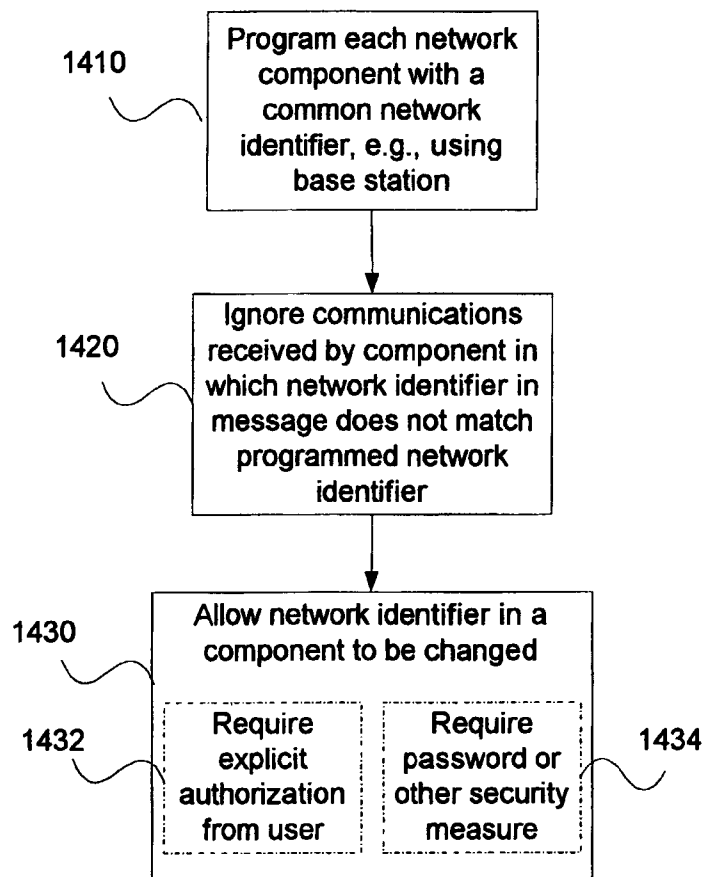 1410
Program each network
component with a
common network
identifier, e.g., using
base station
1420
Ignore communications
received by component in
which network identifier in
message does not match
programmed network
identifier
1430
Allow network identifier in a
component to be changed
1432
Require
explicit
authorization
from user
Require
password or
other security
measure
1434